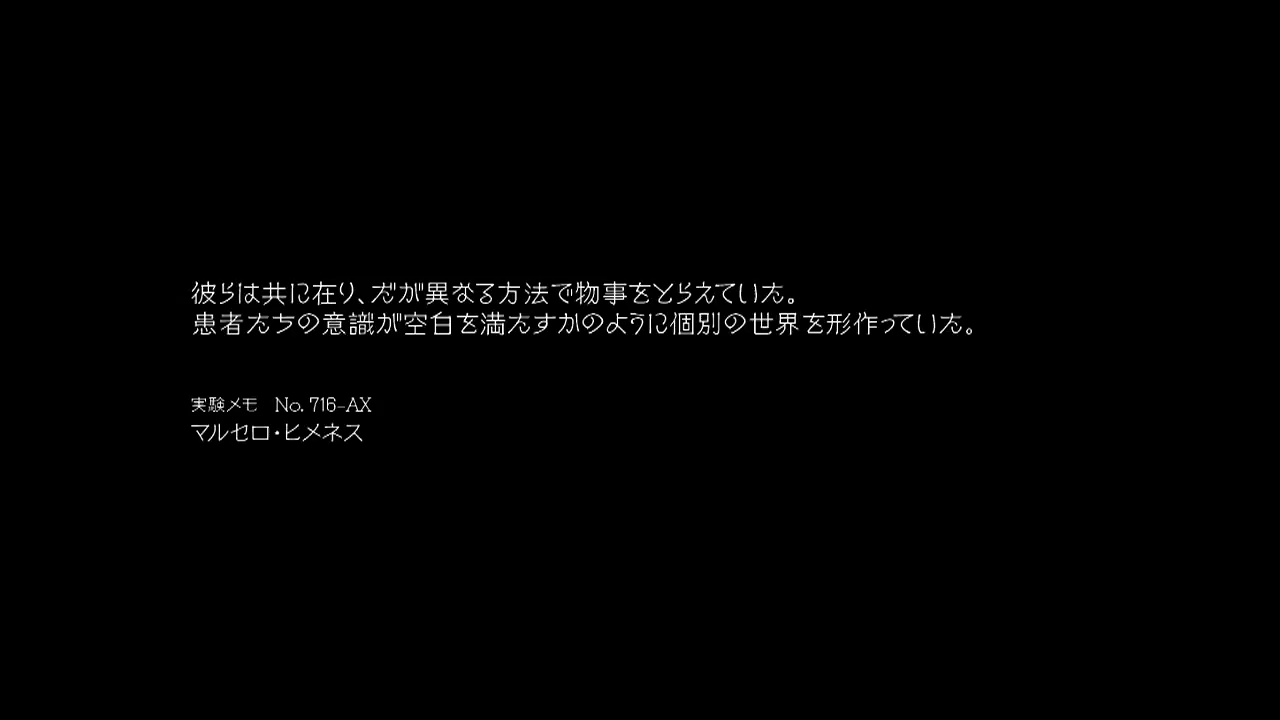 彼らは共に在り、だが異なる方法で物事をとらえていた。
患者たちの意識が空白を満たすかのように個別の世界を形作っていた。
実験メモ　No. 716-AX
マルセロ・ヒメネス